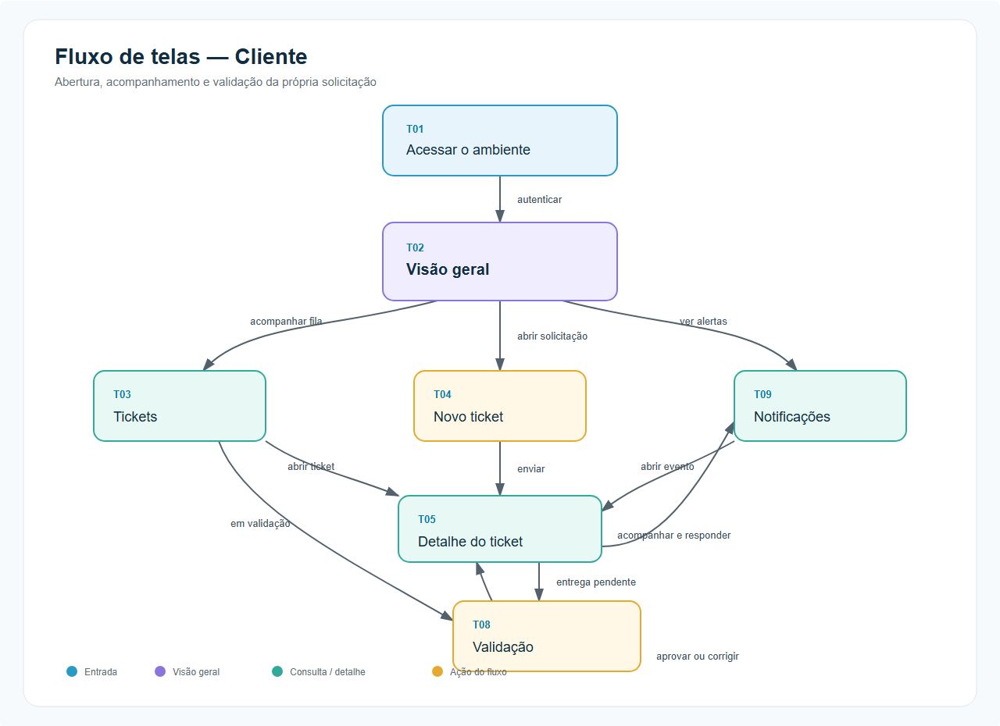 Fluxo de telas — Cliente
Abertura, acompanhamento e validação da própria solicitação
T01
Acessar o ambiente
autenticar
T02
Visão geral
acompanhar fila
ver alertas
abrir solicitação
T03
Tickets
T04
Novo ticket
T09
Notificações
abrir ticket
enviar
abrir evento
T05
Detalhe do ticket
em validação
acompanhar e responder
entrega pendente
T08
Validação
aprovar ou corrigir
Entrada
Visão geral
Consulta / detalhe
Ação do fluxo